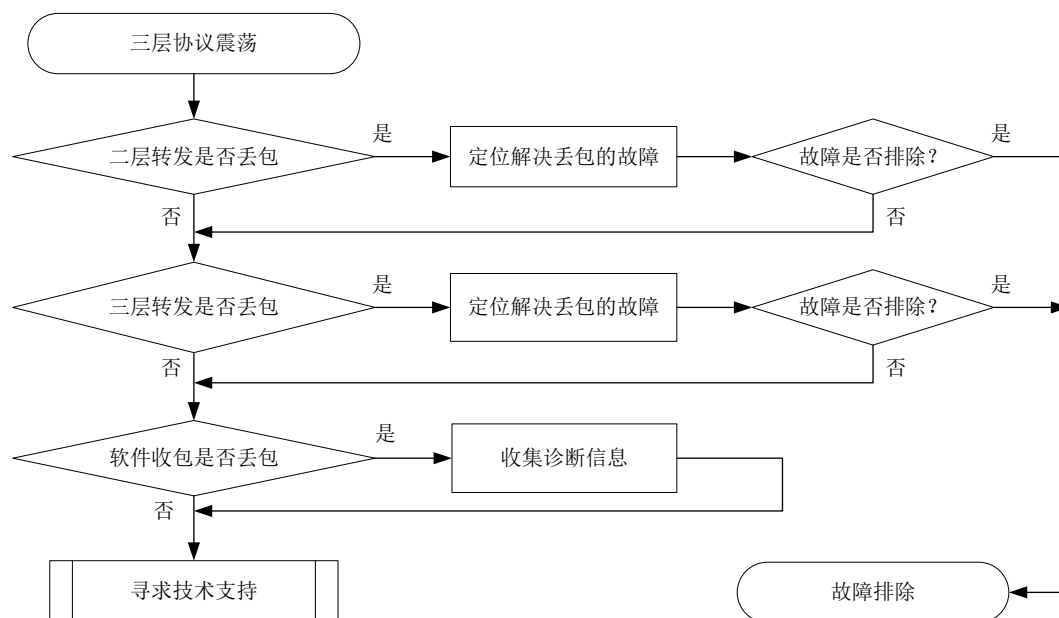 三层协议震荡
二层转发是否丢包
是
定位解决丢包的故障
故障是否排除?
是
否
否
三层转发是否丢包
是
定位解决丢包的故障
故障是否排除?
是
否
否
软件收包是否丢包
是
收集诊断信息
否
寻求技术支持
故障排除